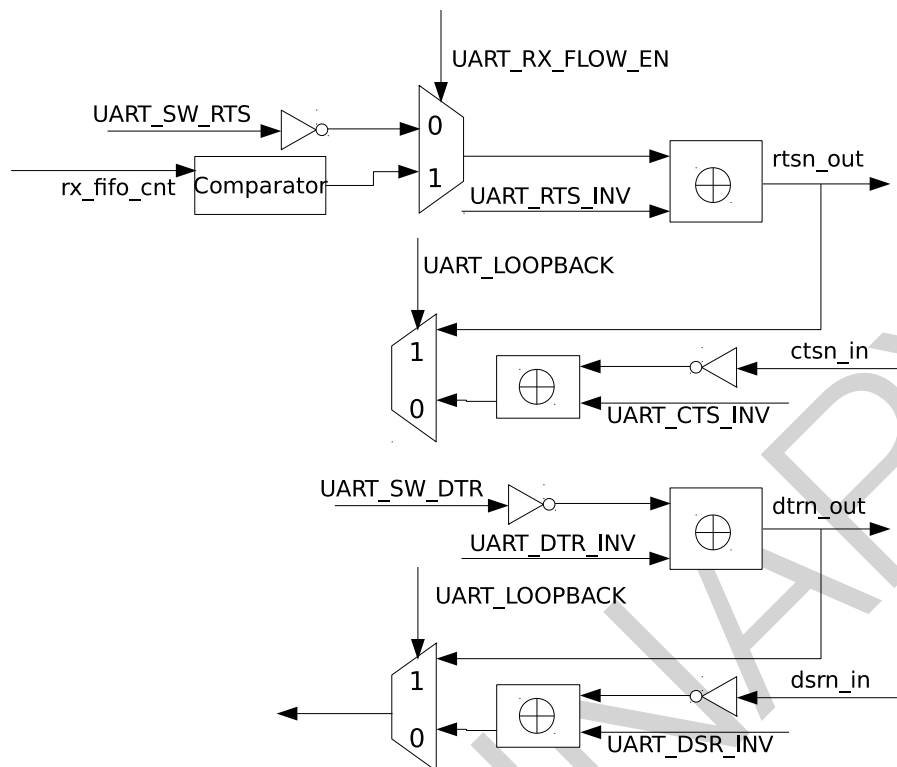 UART_RX_FLOW_EN
UART_SW_RTS
0
rtsn_out
rx_fifo_cnt
Comparator
1
UART_RTS_INV
UART_LOOPBACK
1
ctsn_in
0
UART_CTS_INV
UART_SW_DTR
dtrn_out
UART_DTR_INV
UART_LOOPBACK
1
dsrn_in
0
UART_DSR_INV